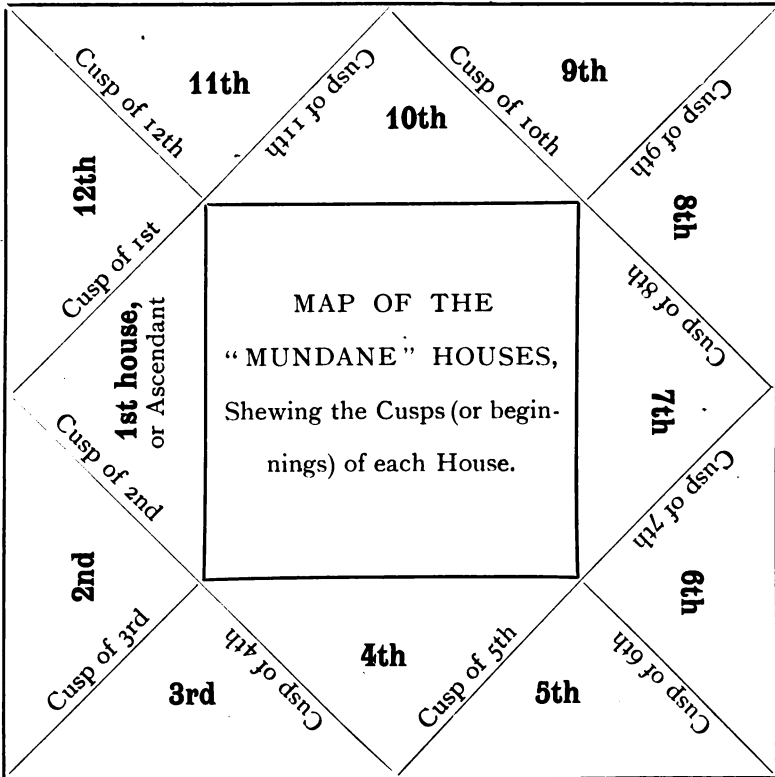 11th
9th
Cusp of 12th
Cusp of 11th
10th
Cusp of 10th
Cusp of 9th
12th
8th
Cusp of 1st
Cusp of 8th
1st house,
or Ascendant
MAP OF THE
“MUNDANE” HOUSES,
Shewing the Cusps (or begin-
nings) of each House.
7th
Cusp of 2nd
Cusp of 7th
2nd
6th
Cusp of 3rd
Cusp of 4th
4th
Cusp of 5th
Cusp of 6th
3rd
5th